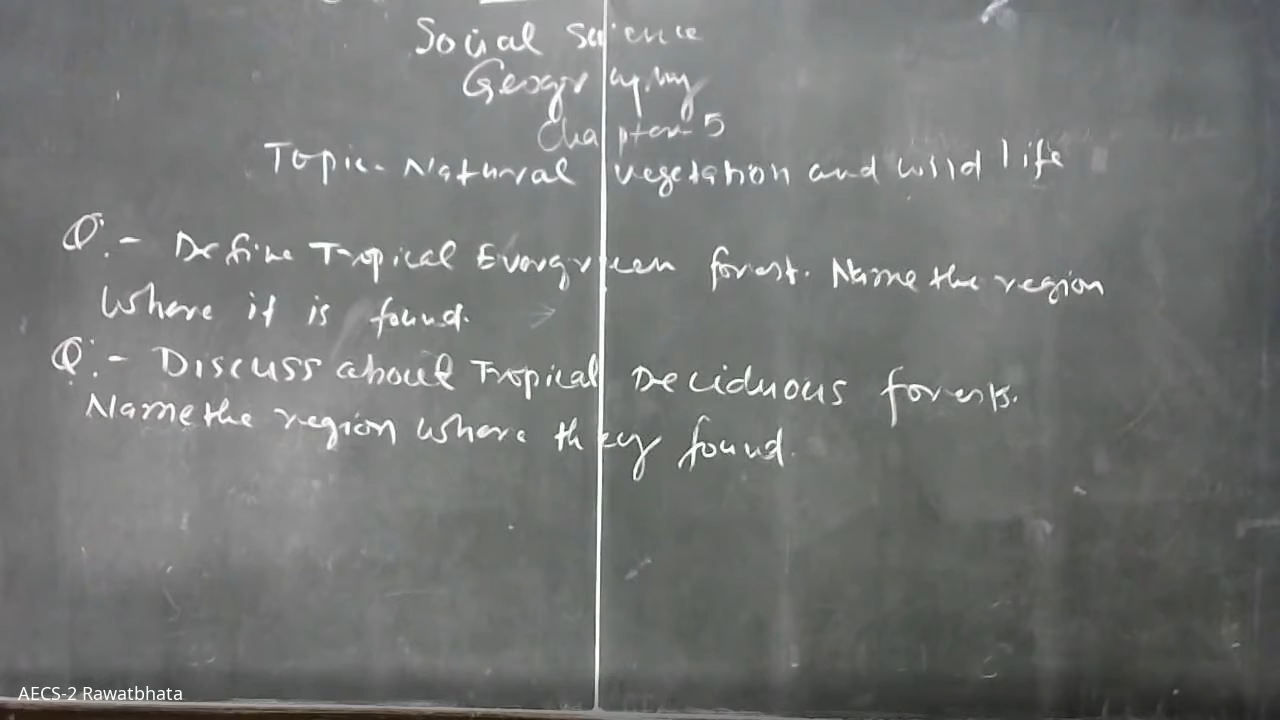 Social Science
Geography
Chapter 5
Topic- Natural vegetation and wild life
Q:- Define Tropical Evergreen forest. Name the region
Where it is found.
Q:- Discuss about Tropical Deciduous forests.
Name the region where they found.
AECS-2 Rawatbhata